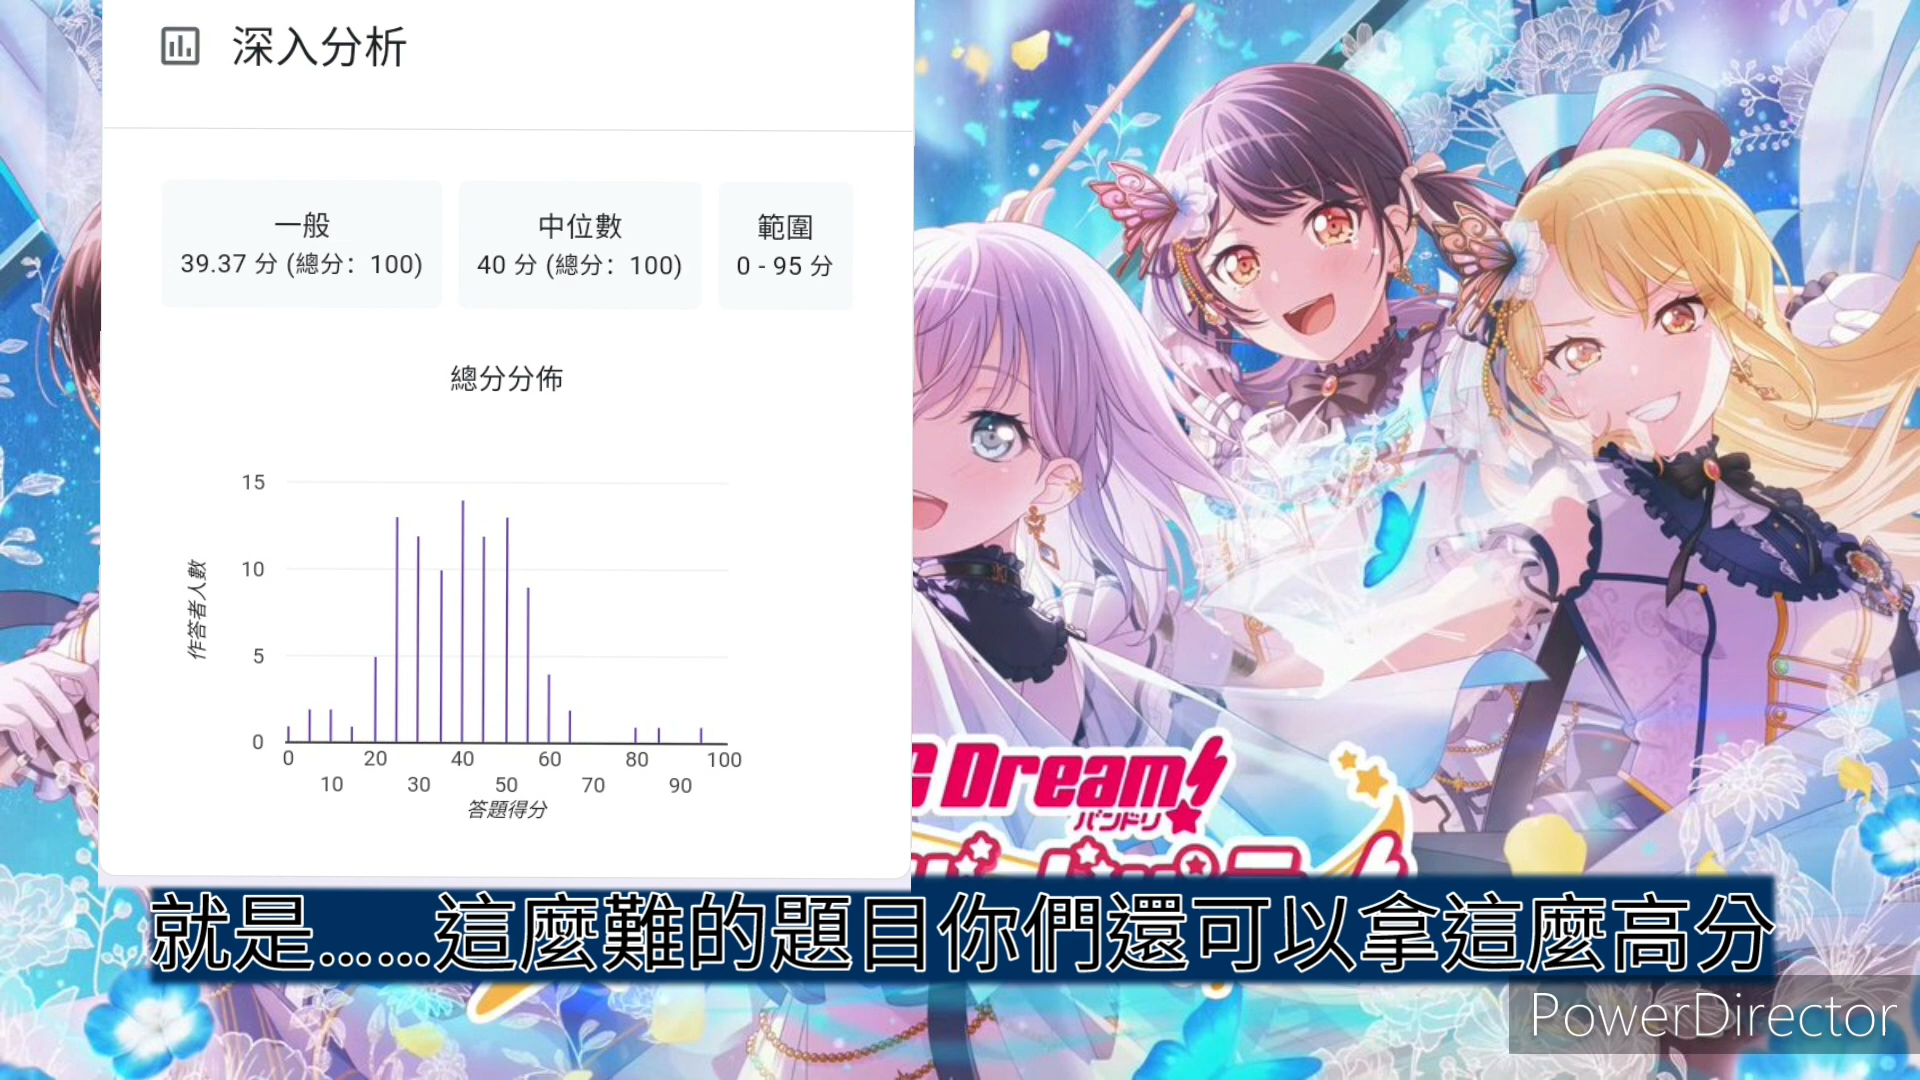 深入分析
一般
39.37 分 (總分：100)
中位數
40 分 (總分：100)
範圍
0 - 95 分
總分分佈
15
10
5
0
作答者人數
0 10 20 30 40 50 60 70 80 90 100
答題得分
Dream!
バンドリ
就是……這麼難的題目你們還可以拿這麼高分
PowerDirector